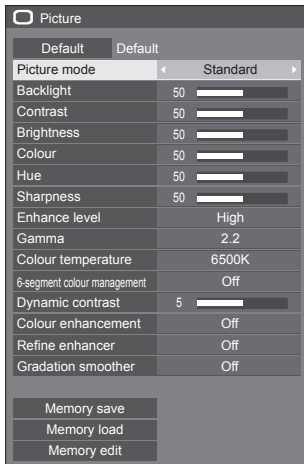 Picture
Default Default
Picture mode Standard
Backlight 50
Contrast 50
Brightness 50
Colour 50
Hue 50
Sharpness 50
Enhance level High
Gamma 2.2
Colour temperature 6500K
6-segment colour management Off
Dynamic contrast 5
Colour enhancement Off
Refine enhancer Off
Gradation smoother Off
Memory save
Memory load
Memory edit